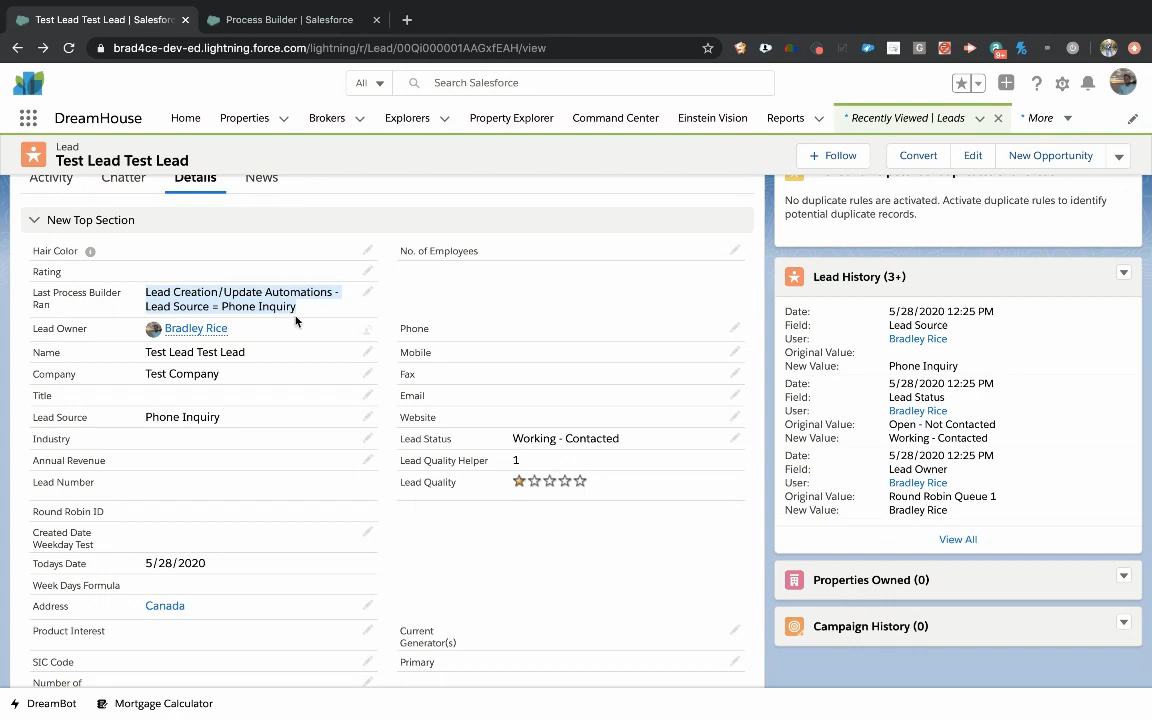 Test Lead Test Lead | Salesforc
Process Builder | Salesforce
brad4ce-dev-ed.lightning.force.com/lightning/r/Lead/00Qi000001AAGxfEAH/view
G
9+
All
Search Salesforce
DreamHouse
Home
Properties
Brokers
Explorers
Property Explorer
Command Center
Einstein Vision
Reports
* Recently Viewed | Leads
* More
Lead
Test Lead Test Lead
+ Follow
Convert
Edit
New Opportunity
Activity
Chatter
Details
News
New Top Section
Hair Color
No. of Employees
Rating
Last Process Builder Ran
Lead Creation/Update Automations -
Lead Source = Phone Inquiry
Lead Owner
Bradley Rice
Phone
Name
Test Lead Test Lead
Mobile
Company
Test Company
Fax
Title
Email
Lead Source
Phone Inquiry
Website
Industry
Lead Status
Working - Contacted
Annual Revenue
Lead Quality Helper
1
Lead Number
Lead Quality
Round Robin ID
Created Date
Weekday Test
Todays Date
5/28/2020
Week Days Formula
Address
Canada
Product Interest
Current
Generator(s)
SIC Code
Primary
Number of
No duplicate rules are activated. Activate duplicate rules to identify
potential duplicate records.
Lead History (3+)
Date:
5/28/2020 12:25 PM
Field:
Lead Source
User:
Bradley Rice
Original Value:
New Value:
Phone Inquiry
Date:
5/28/2020 12:25 PM
Field:
Lead Status
User:
Bradley Rice
Original Value:
Open - Not Contacted
New Value:
Working - Contacted
Date:
5/28/2020 12:25 PM
Field:
Lead Owner
User:
Bradley Rice
Original Value:
Round Robin Queue 1
New Value:
Bradley Rice
View All
Properties Owned (0)
Campaign History (0)
DreamBot
Mortgage Calculator